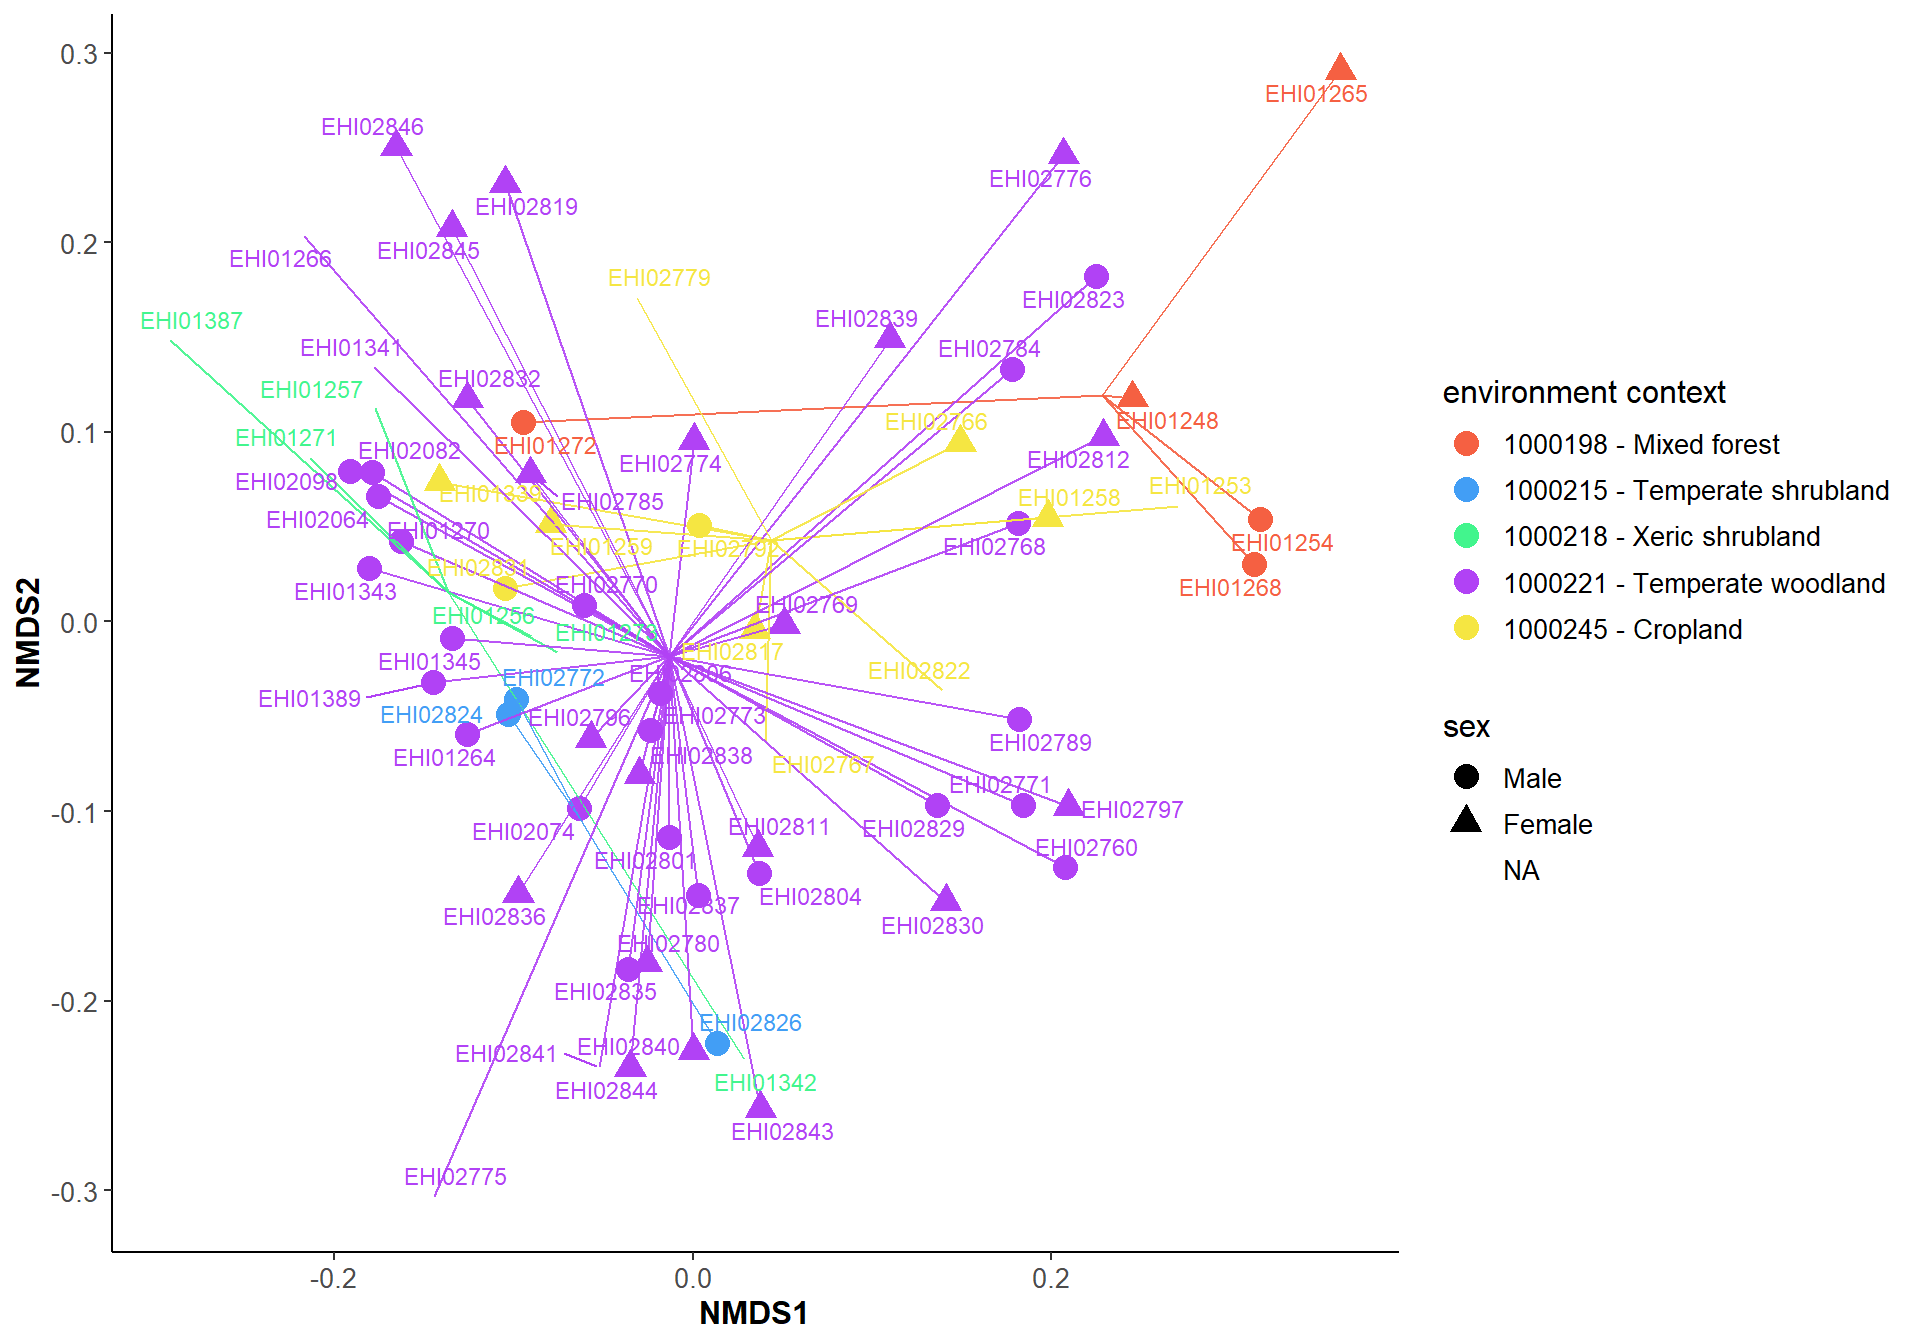 0.3
0.2
0.1
0.0
-0.1
-0.2
-0.3
NMDS2
-0.2
0.0
0.2
NMDS1
EHI01265
EHI02846
EHI02776
EHI02819
EHI02845
EHI01266
EHI02779
EHI02823
EHI01387
EHI02839
EHI01341
EHI02784
EHI02832
EHI01257
EHI01248
EHI02766
EHI01271
EHI01272
EHI02082
EHI02774
EHI02812
EHI02098
EHI01253
EHI01339
EHI02785
EHI01258
EHI02064
EHI01270
EHI01259
EHI02792
EHI02768
EHI01254
EHI02831
EHI02770
EHI01268
EHI01343
EHI02769
EHI01256
EHI01273
EHI02817
EHI01345
EHI02822
EHI02806
EHI02772
EHI01389
EHI02824
EHI02796
EHI02773
EHI02789
EHI01264
EHI02838
EHI02767
EHI02771
EHI02797
EHI02074
EHI02811
EHI02829
EHI02760
EHI02801
EHI02804
EHI02837
EHI02836
EHI02830
EHI02780
EHI02835
EHI02826
EHI02841
EHI02840
EHI02844
EHI01342
EHI02843
EHI02775
environment context
1000198 - Mixed forest
1000215 - Temperate shrubland
1000218 - Xeric shrubland
1000221 - Temperate woodland
1000245 - Cropland
sex
Male
Female
NA